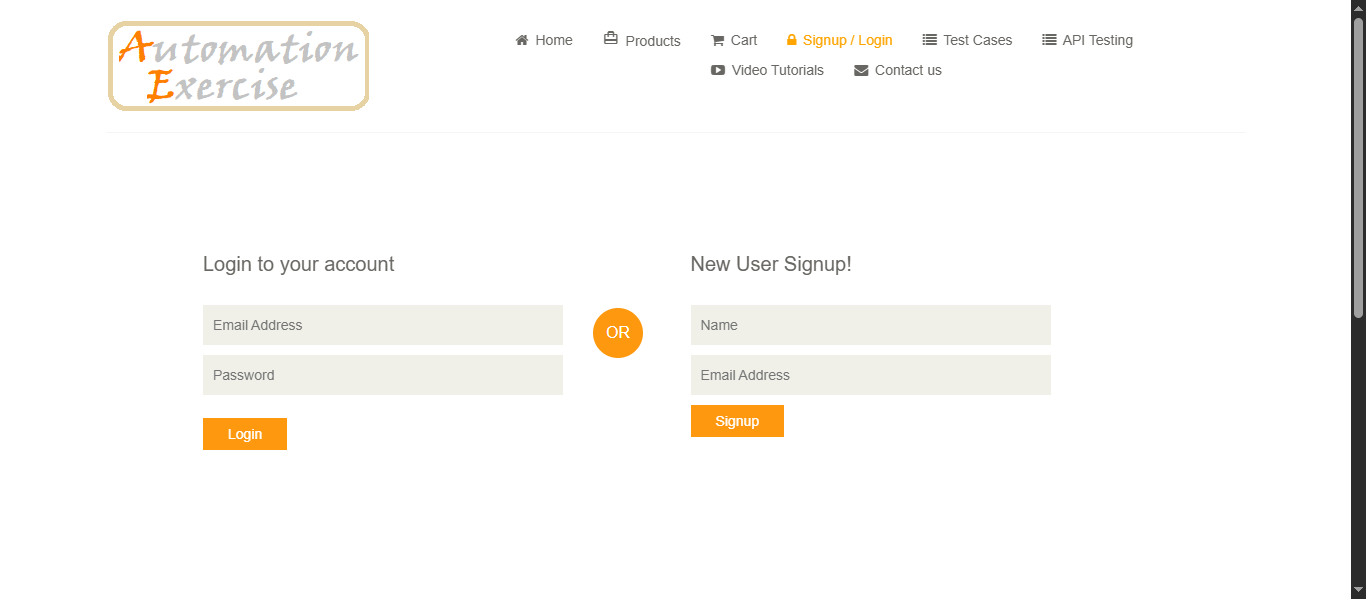 Automation
Exercise
Home Products Cart Signup / Login Test Cases API Testing
Video Tutorials Contact us
Login to your account
Email Address
Password
Login
OR
New User Signup!
Name
Email Address
Signup